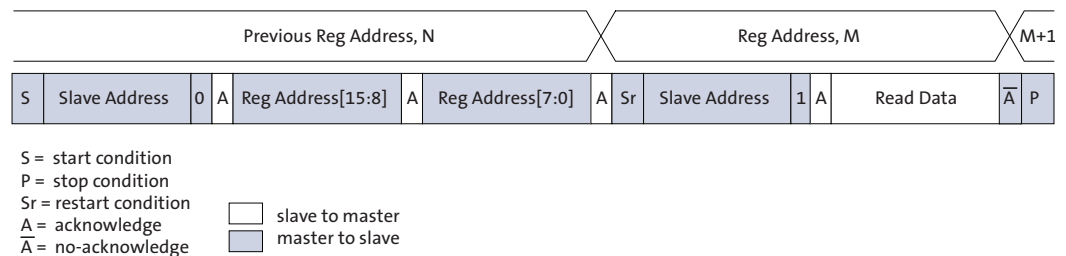 Previous Reg Address, N Reg Address, M M+1
S Slave Address 0 A Reg Address[15:8] A Reg Address[7:0] A Sr Slave Address 1 A Read Data A̅ P
S = start condition
P = stop condition
Sr = restart condition
A = acknowledge
A̅ = no-acknowledge
slave to master
master to slave